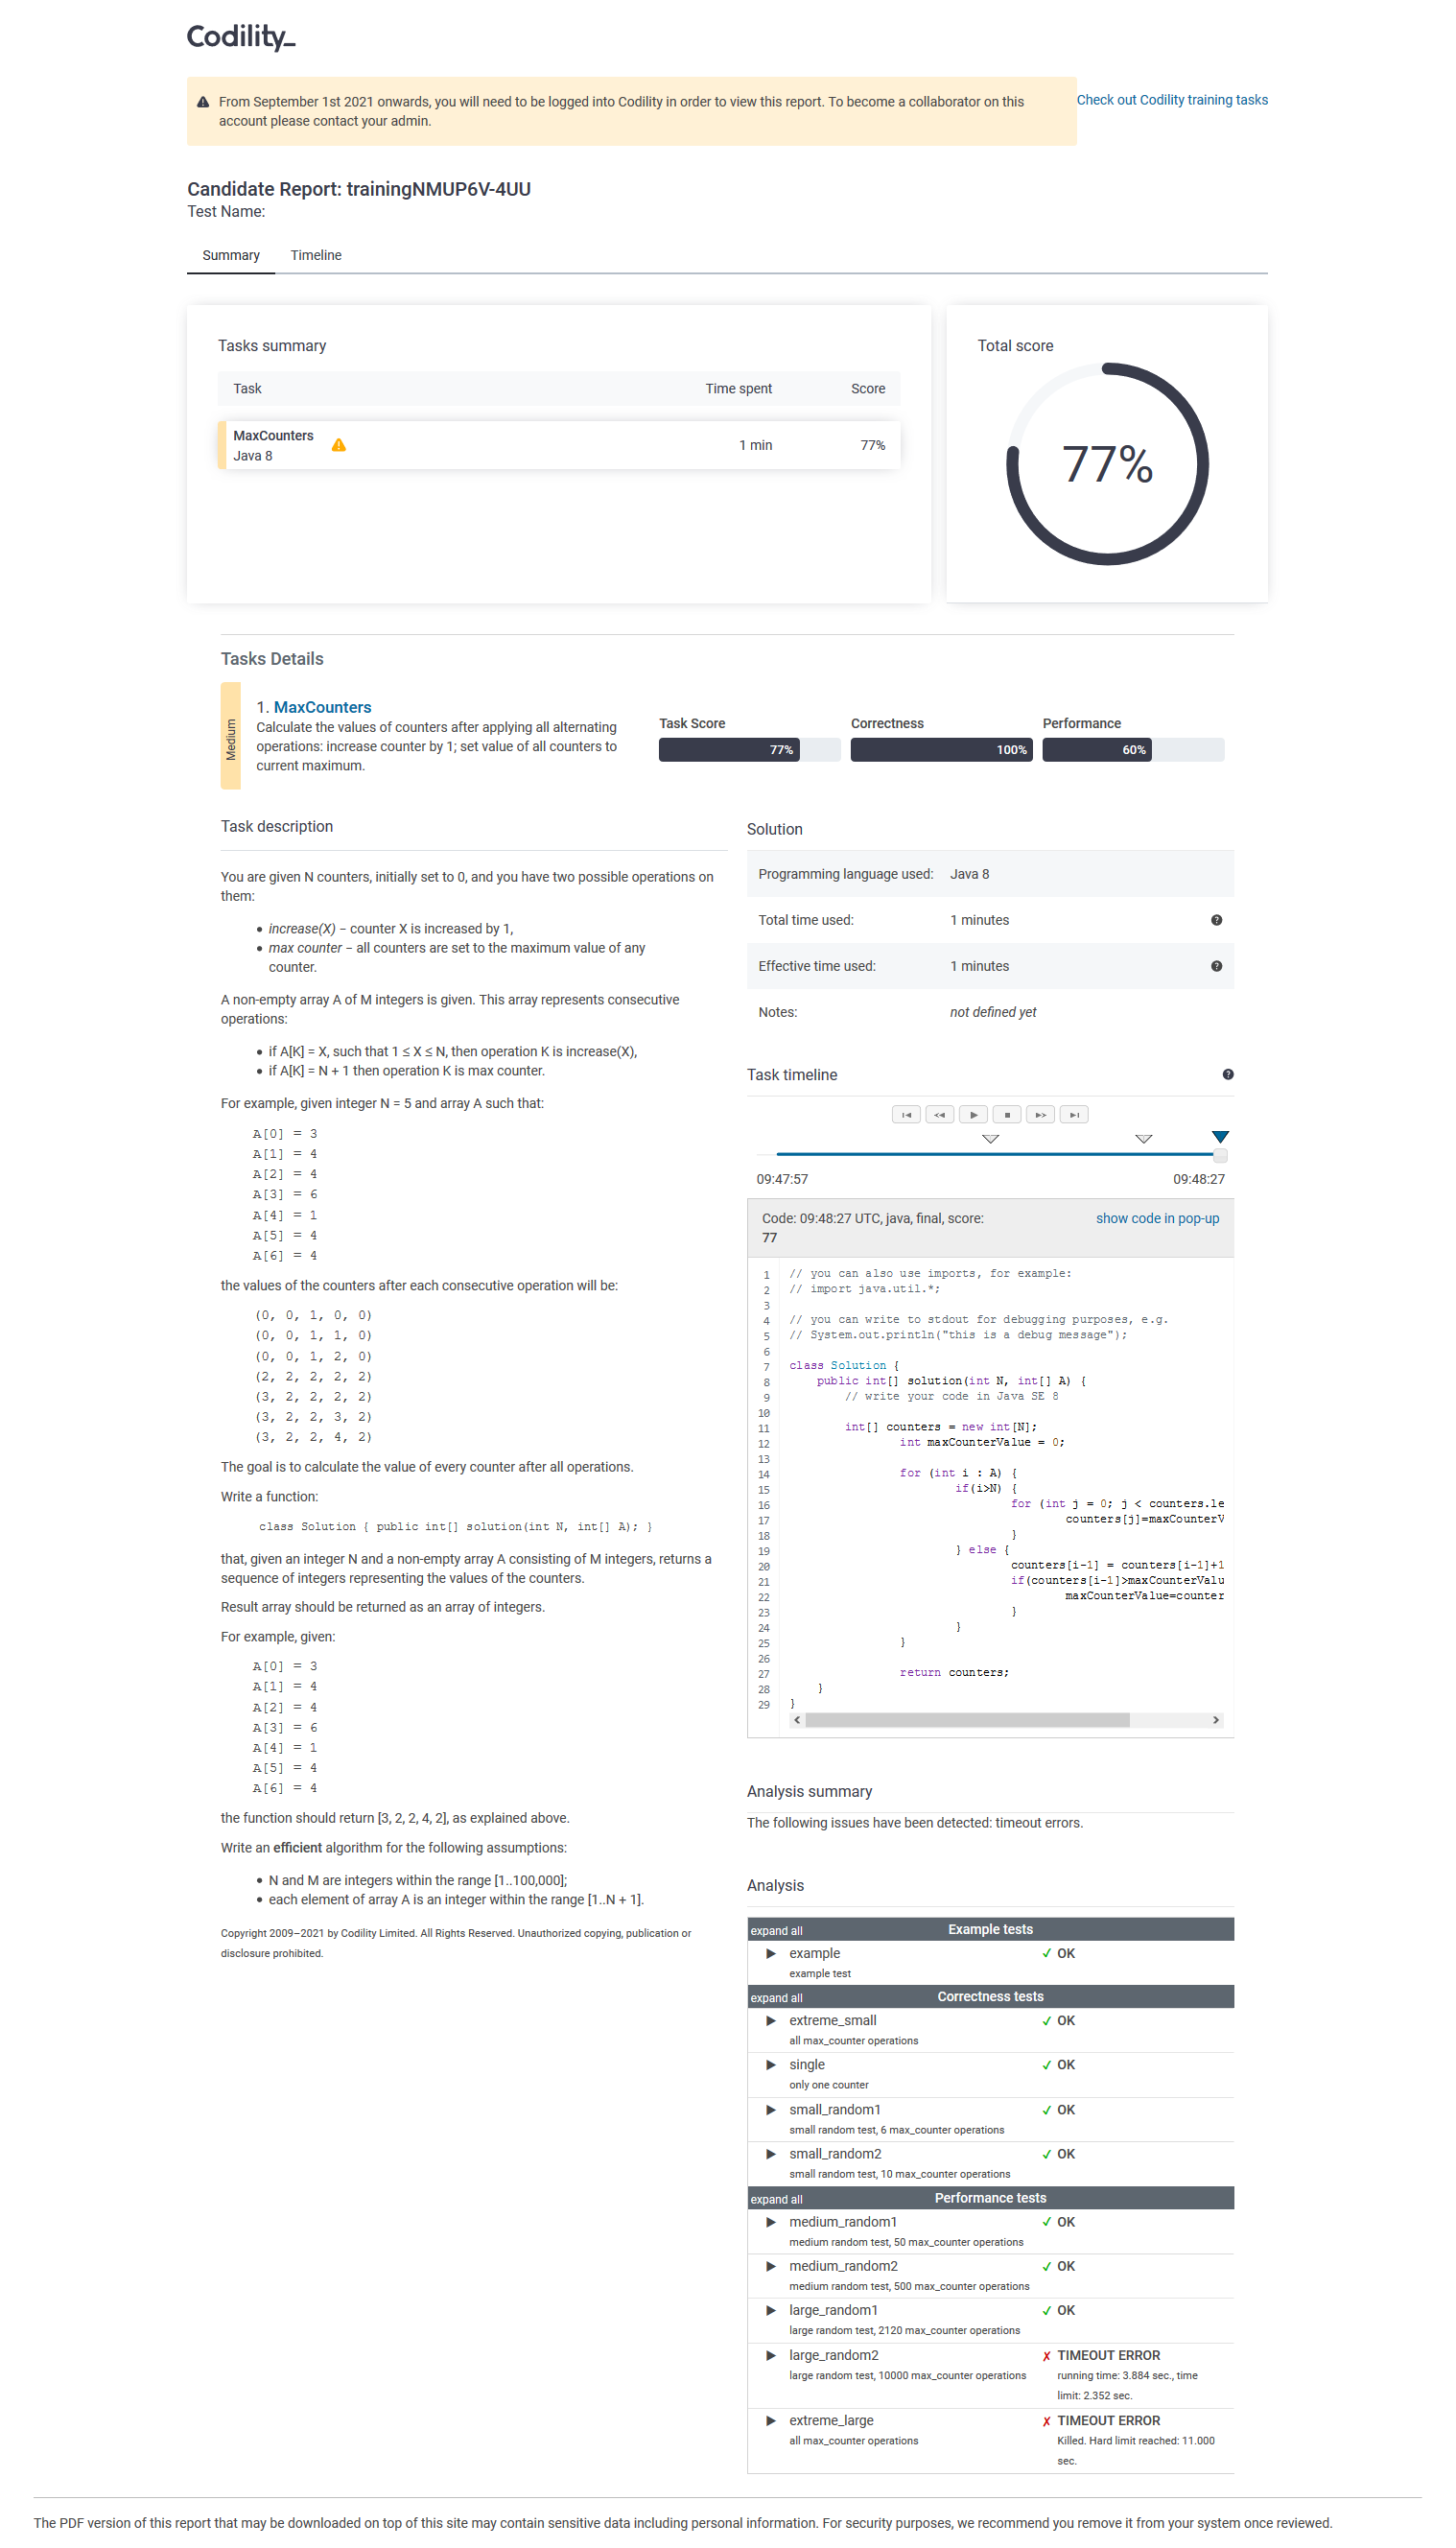 Codility_
From September 1st 2021 onwards, you will need to be logged into Codility in order to view this report. To become a collaborator on this
account please contact your admin.
Check out Codility training tasks
Candidate Report: trainingNMUP6V-4UU
Test Name:
Summary Timeline
Tasks summary
Task Time spent Score
MaxCounters
Java 8
1 min 77%
Total score
77%
Tasks Details
Medium
1. MaxCounters
Calculate the values of counters after applying all alternating
operations: increase counter by 1; set value of all counters to
current maximum.
Task Score Correctness Performance
77% 100% 60%
Task description
You are given N counters, initially set to 0, and you have two possible operations on
them:
• increase(X) − counter X is increased by 1,
• max counter − all counters are set to the maximum value of any
counter.
A non-empty array A of M integers is given. This array represents consecutive
operations:
• if A[K] = X, such that 1 ≤ X ≤ N, then operation K is increase(X),
• if A[K] = N + 1 then operation K is max counter.
For example, given integer N = 5 and array A such that:
A[0] = 3
A[1] = 4
A[2] = 4
A[3] = 6
A[4] = 1
A[5] = 4
A[6] = 4
the values of the counters after each consecutive operation will be:
(0, 0, 1, 0, 0)
(0, 0, 1, 1, 0)
(0, 0, 1, 2, 0)
(2, 2, 2, 2, 2)
(3, 2, 2, 2, 2)
(3, 2, 2, 3, 2)
(3, 2, 2, 4, 2)
The goal is to calculate the value of every counter after all operations.
Write a function:
class Solution { public int[] solution(int N, int[] A); }
that, given an integer N and a non-empty array A consisting of M integers, returns a
sequence of integers representing the values of the counters.
Result array should be returned as an array of integers.
For example, given:
A[0] = 3
A[1] = 4
A[2] = 4
A[3] = 6
A[4] = 1
A[5] = 4
A[6] = 4
the function should return [3, 2, 2, 4, 2], as explained above.
Write an efficient algorithm for the following assumptions:
• N and M are integers within the range [1..100,000];
• each element of array A is an integer within the range [1..N + 1].
Copyright 2009–2021 by Codility Limited. All Rights Reserved. Unauthorized copying, publication or
disclosure prohibited.
Solution
Programming language used: Java 8
Total time used: 1 minutes
Effective time used: 1 minutes
Notes: not defined yet
Task timeline
09:47:57 09:48:27
Code: 09:48:27 UTC, java, final, score:
77
show code in pop-up
1 // you can also use imports, for example:
2 // import java.util.*;
3
4 // you can write to stdout for debugging purposes, e.g.
5 // System.out.println("this is a debug message");
6
7 class Solution {
8 public int[] solution(int N, int[] A) {
9 // write your code in Java SE 8
10
11 int[] counters = new int[N];
12 int maxCounterValue = 0;
13
14 for (int i : A) {
15 if(i>N) {
16 for (int j = 0; j < counters.le
17 counters[j]=maxCounterV
18 }
19 } else {
20 counters[i-1] = counters[i-1]+1
21 if(counters[i-1]>maxCounterValu
22 maxCounterValue=counter
23 }
24 }
25 }
26
27 return counters;
28 }
29 }
Analysis summary
The following issues have been detected: timeout errors.
Analysis
expand all Example tests
example ✓ OK
example test
expand all Correctness tests
extreme_small ✓ OK
all max_counter operations
single ✓ OK
only one counter
small_random1 ✓ OK
small random test, 6 max_counter operations
small_random2 ✓ OK
small random test, 10 max_counter operations
expand all Performance tests
medium_random1 ✓ OK
medium random test, 50 max_counter operations
medium_random2 ✓ OK
medium random test, 500 max_counter operations
large_random1 ✓ OK
large random test, 2120 max_counter operations
large_random2 ✗ TIMEOUT ERROR
large random test, 10000 max_counter operations running time: 3.884 sec., time
limit: 2.352 sec.
extreme_large ✗ TIMEOUT ERROR
all max_counter operations Killed. Hard limit reached: 11.000
sec.
The PDF version of this report that may be downloaded on top of this site may contain sensitive data including personal information. For security purposes, we recommend you remove it from your system once reviewed.